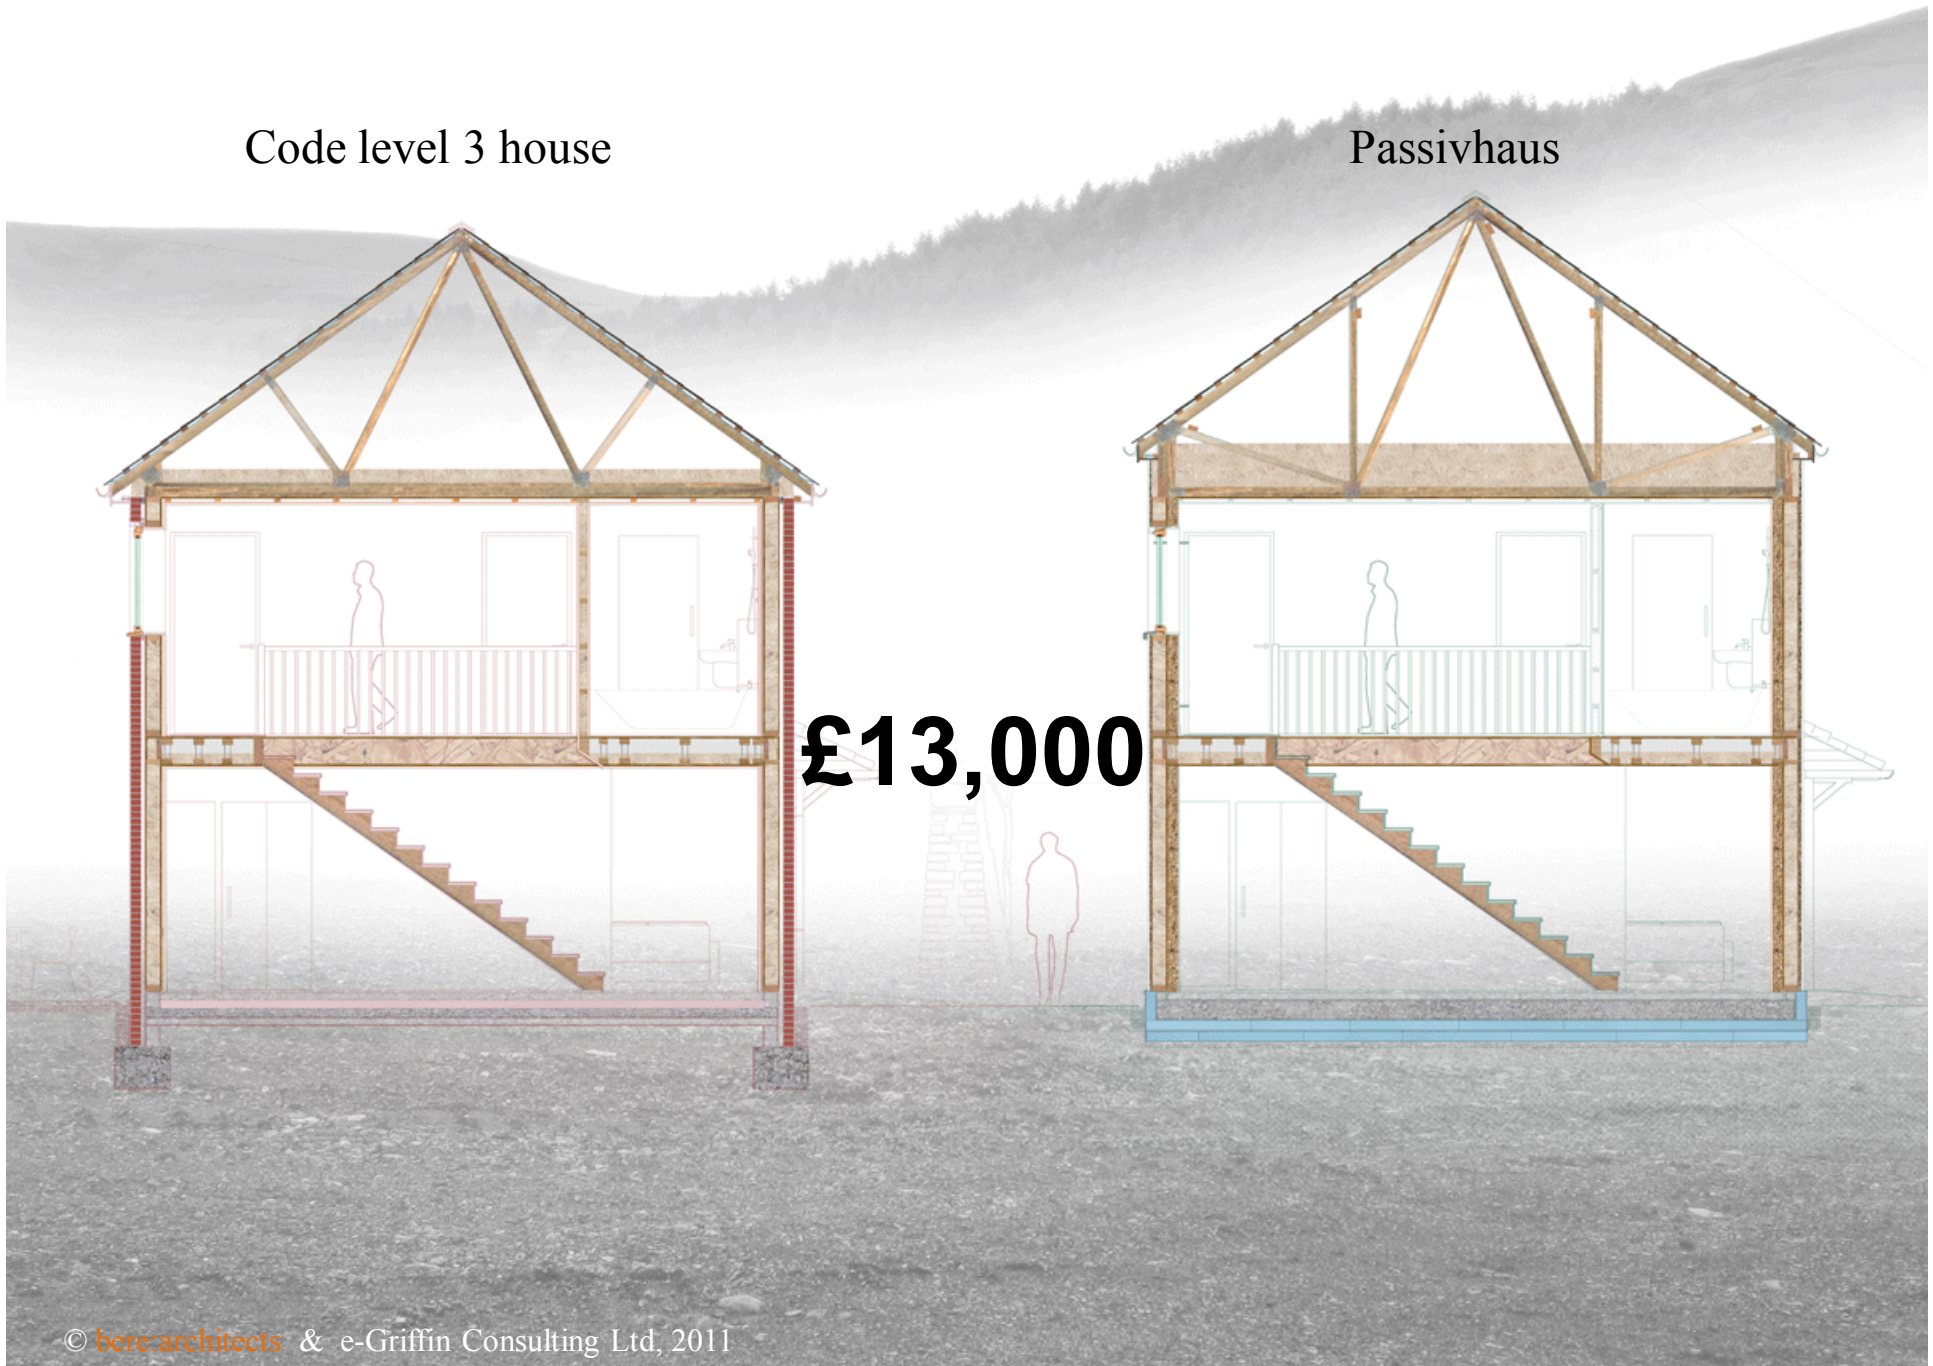 Code level 3 house
Passivhaus
£13,000
© bere:architects & e-Griffin Consulting Ltd, 2011